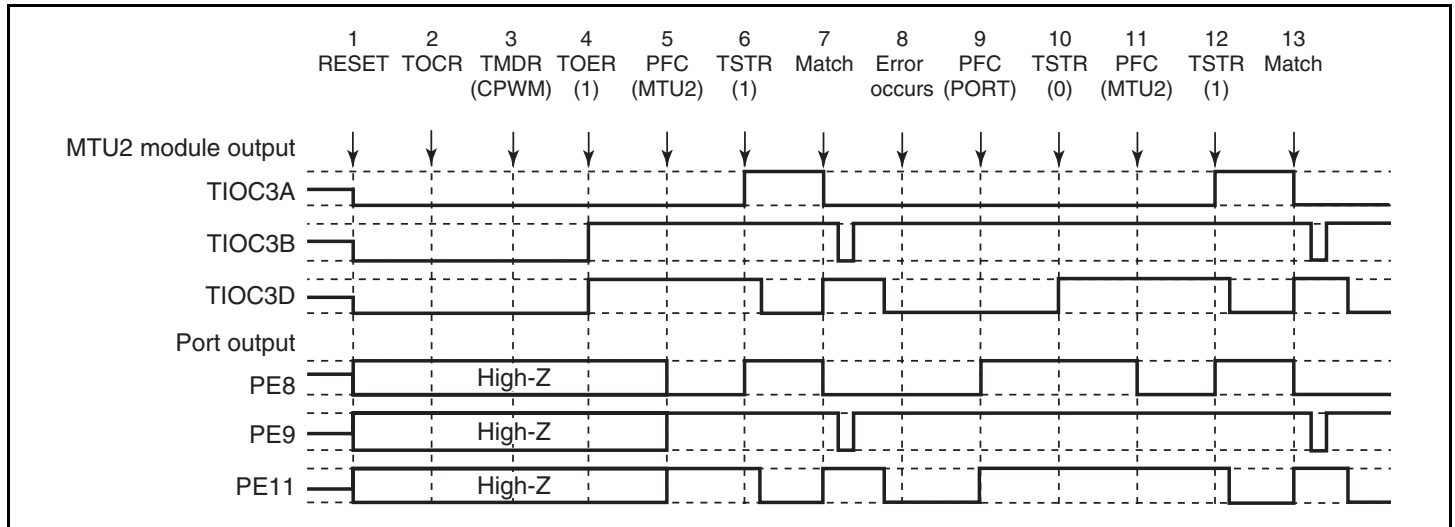 1 2 3 4 5 6 7 8 9 10 11 12 13
RESET TOCR TMDR TOER PFC TSTR Match Error PFC TSTR PFC TSTR Match
(CPWM) (1) (MTU2) (1) occurs (PORT) (0) (MTU2) (1)
MTU2 module output
TIOC3A
TIOC3B
TIOC3D
Port output
PE8 High-Z
PE9 High-Z
PE11 High-Z